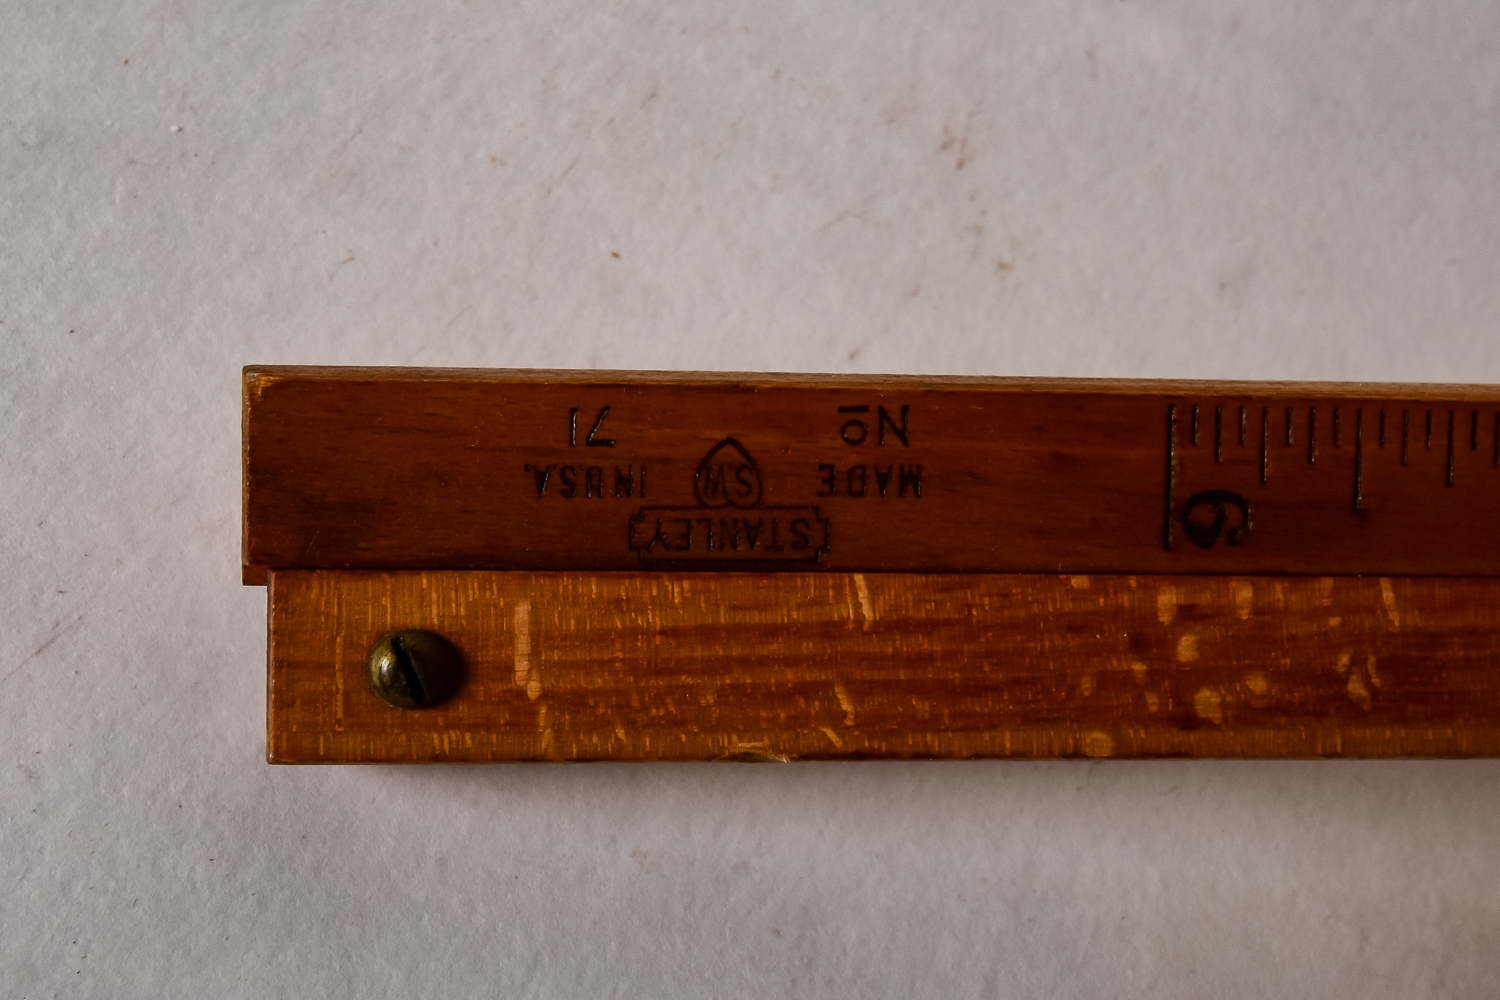 6
STANLEY
MADE SW IN U.S.A.
No 71